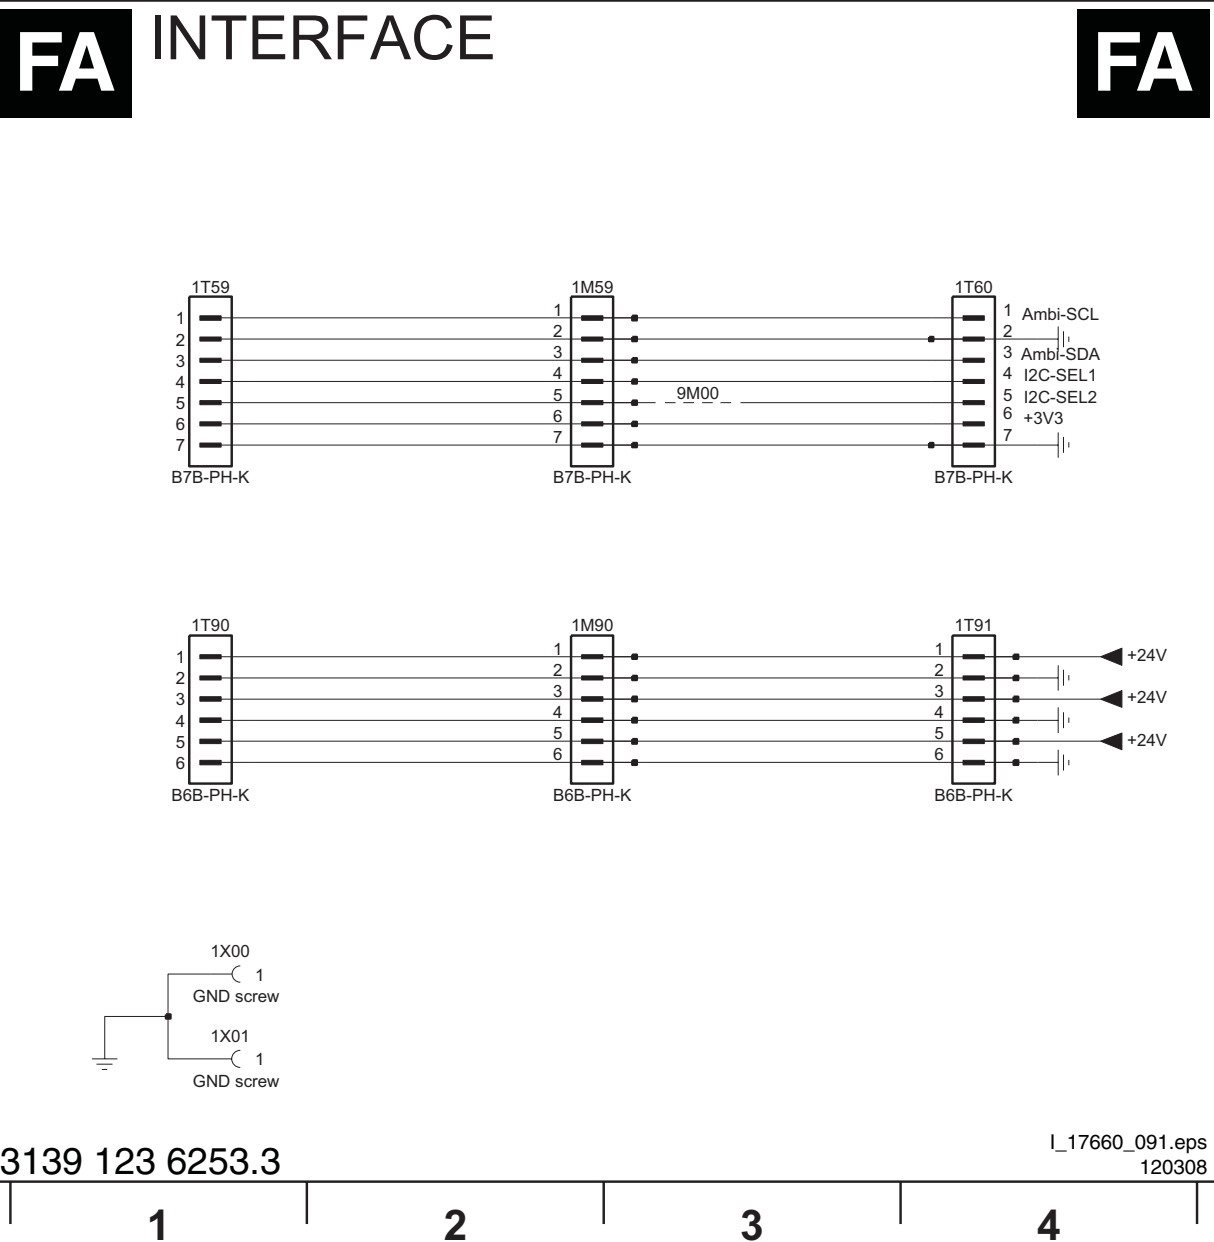 FA INTERFACE FA
1T59 1M59 1T60
1 1 1 Ambi-SCL
2 2 2
3 3 3 Ambi-SDA
4 4 4 I2C-SEL1
5 5 9M00 5 I2C-SEL2
6 6 6 +3V3
7 7 7
B7B-PH-K B7B-PH-K B7B-PH-K
1T90 1M90 1T91
1 1 1 +24V
2 2 2
3 3 3 +24V
4 4 4
5 5 5 +24V
6 6 6
B6B-PH-K B6B-PH-K B6B-PH-K
1X00
1
GND screw
1X01
1
GND screw
I_17660_091.eps
3139 123 6253.3 120308
1 2 3 4